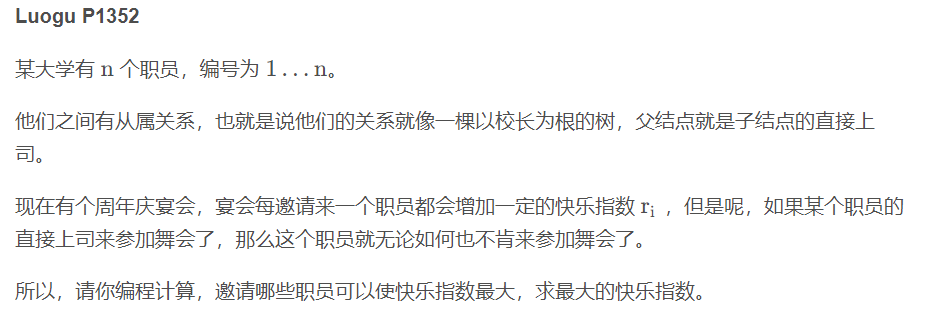 Luogu P1352
某大学有 n 个职员，编号为 1…n。
他们之间有从属关系，也就是说他们的关系就像一棵以校长为根的树，父结点就是子结点的直接上
司。
现在有个周年庆宴会，宴会每邀请来一个职员都会增加一定的快乐指数 rᵢ ，但是呢，如果某个职员的
直接上司来参加舞会了，那么这个职员就无论如何也不肯来参加舞会了。
所以，请你编程计算，邀请哪些职员可以使快乐指数最大，求最大的快乐指数。